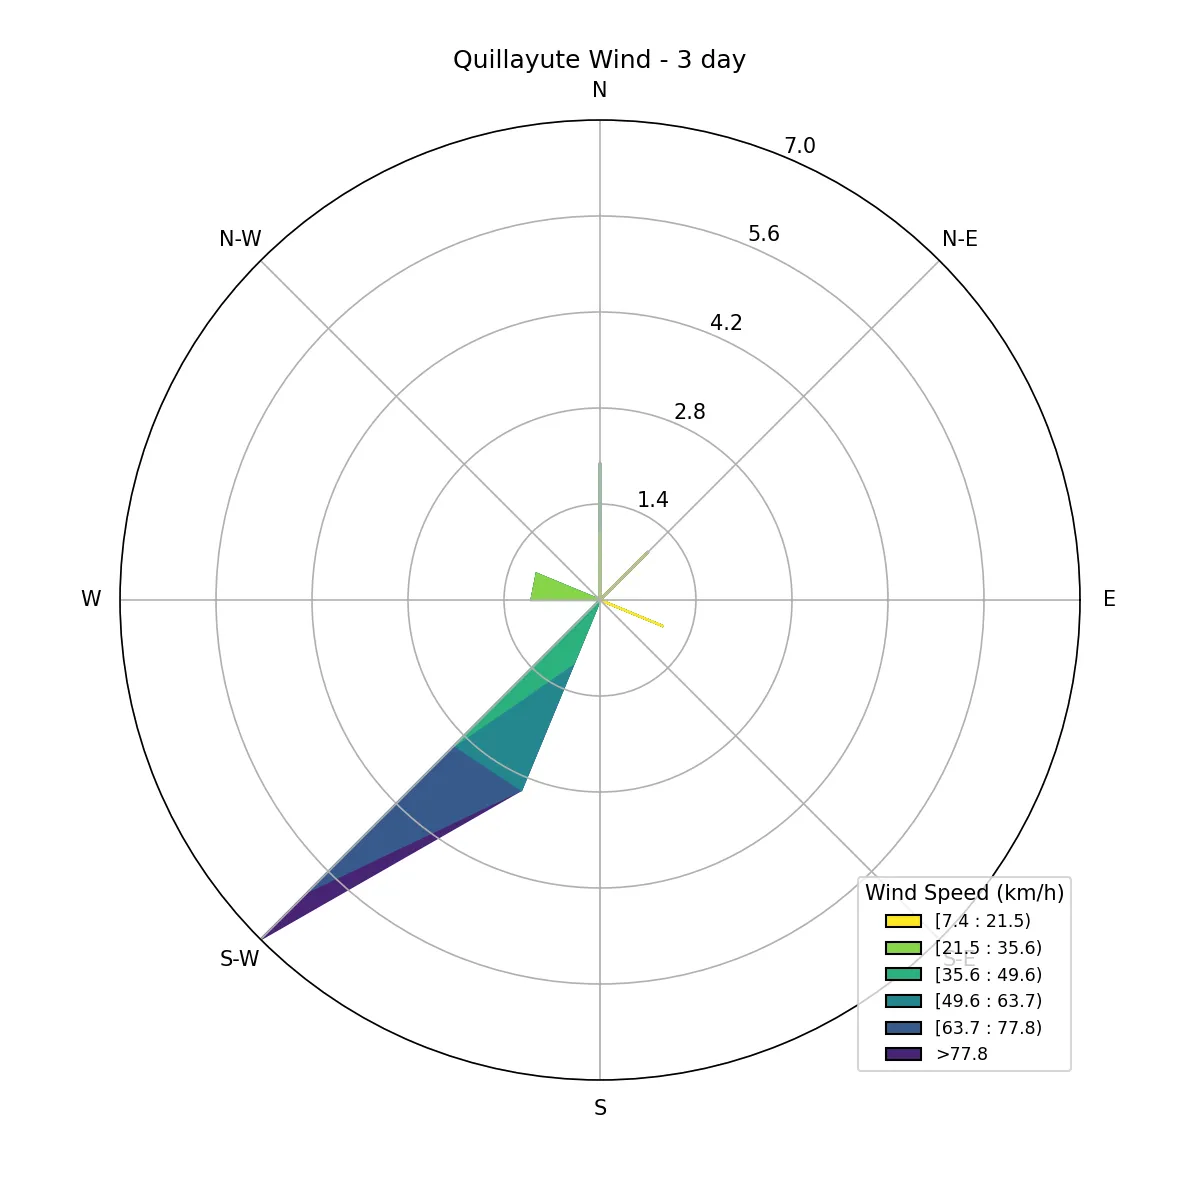 Quillayute Wind - 3 day
N
7.0
N-W
5.6
N-E
4.2
2.8
1.4
W
E
Wind Speed (km/h)
[7.4 : 21.5)
[21.5 : 35.6)
S-W
S-E
[35.6 : 49.6)
[49.6 : 63.7)
[63.7 : 77.8)
>77.8
S